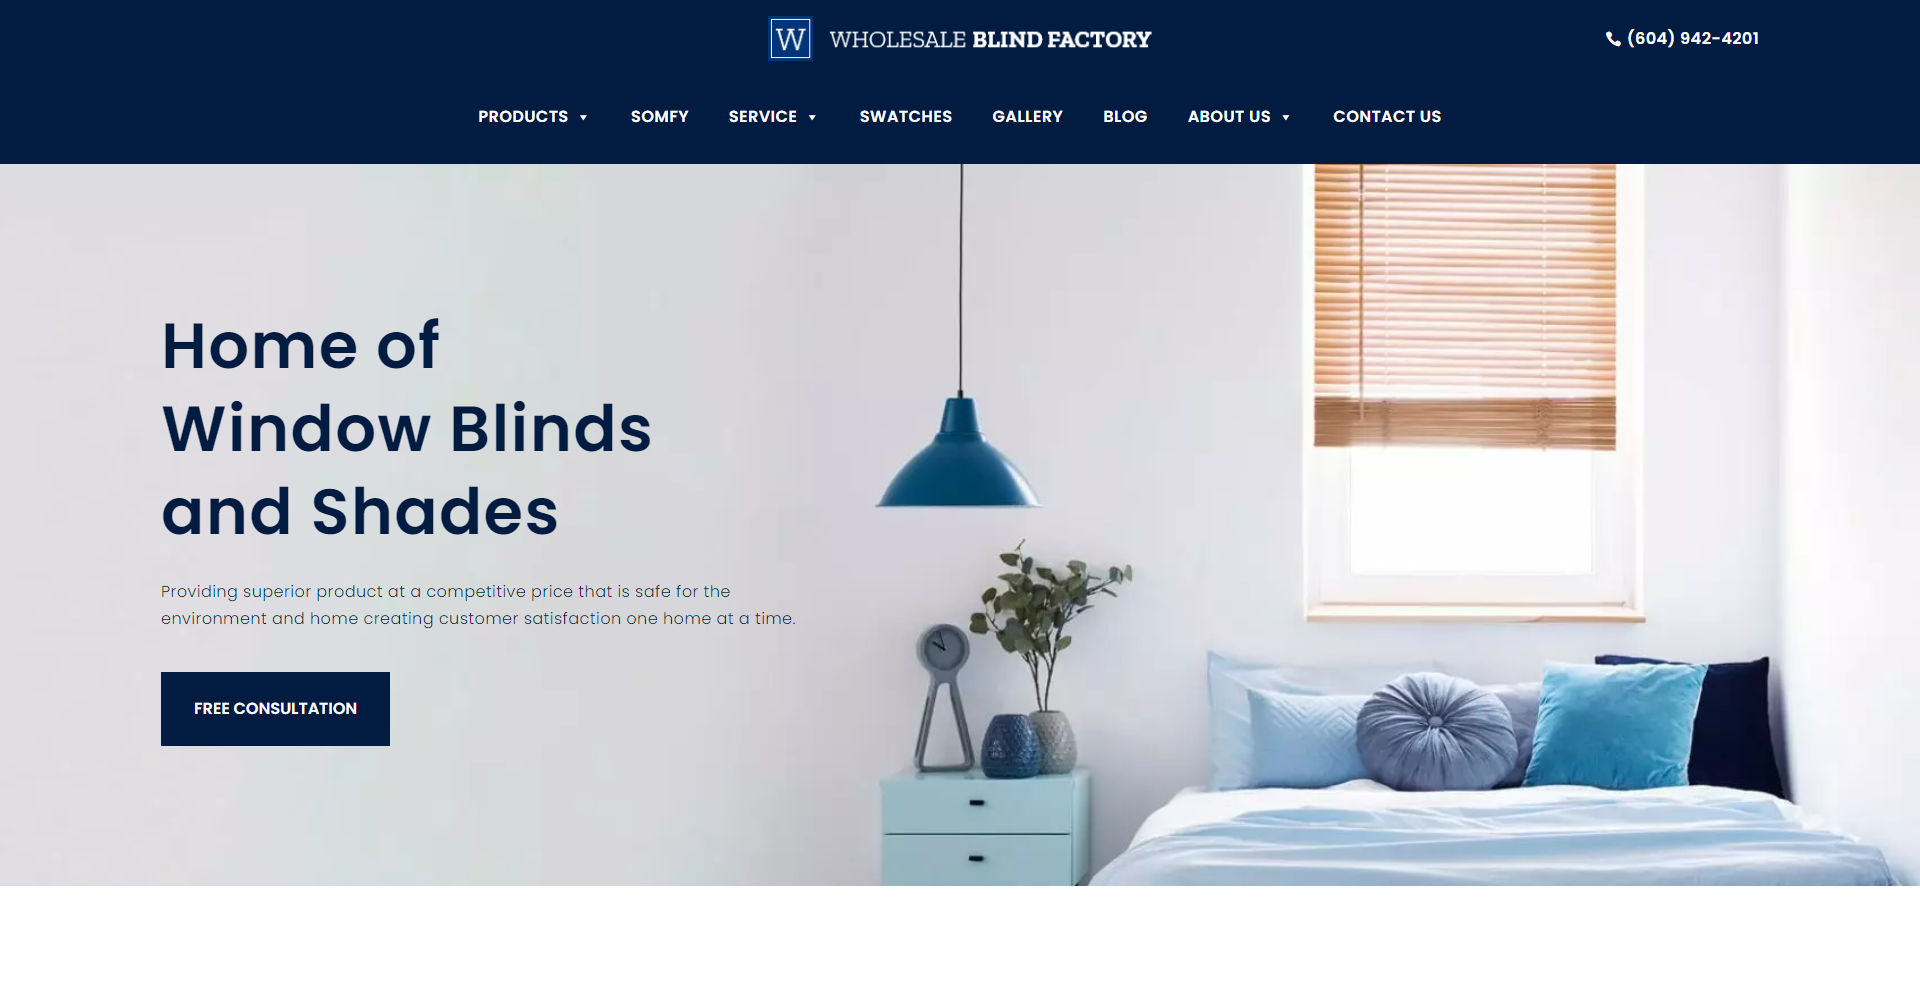 W WHOLESALE BLIND FACTORY
(604) 942-4201
PRODUCTS SOMFY SERVICE SWATCHES GALLERY BLOG ABOUT US CONTACT US
Home of
Window Blinds
and Shades
Providing superior product at a competitive price that is safe for the
environment and home creating customer satisfaction one home at a time.
FREE CONSULTATION